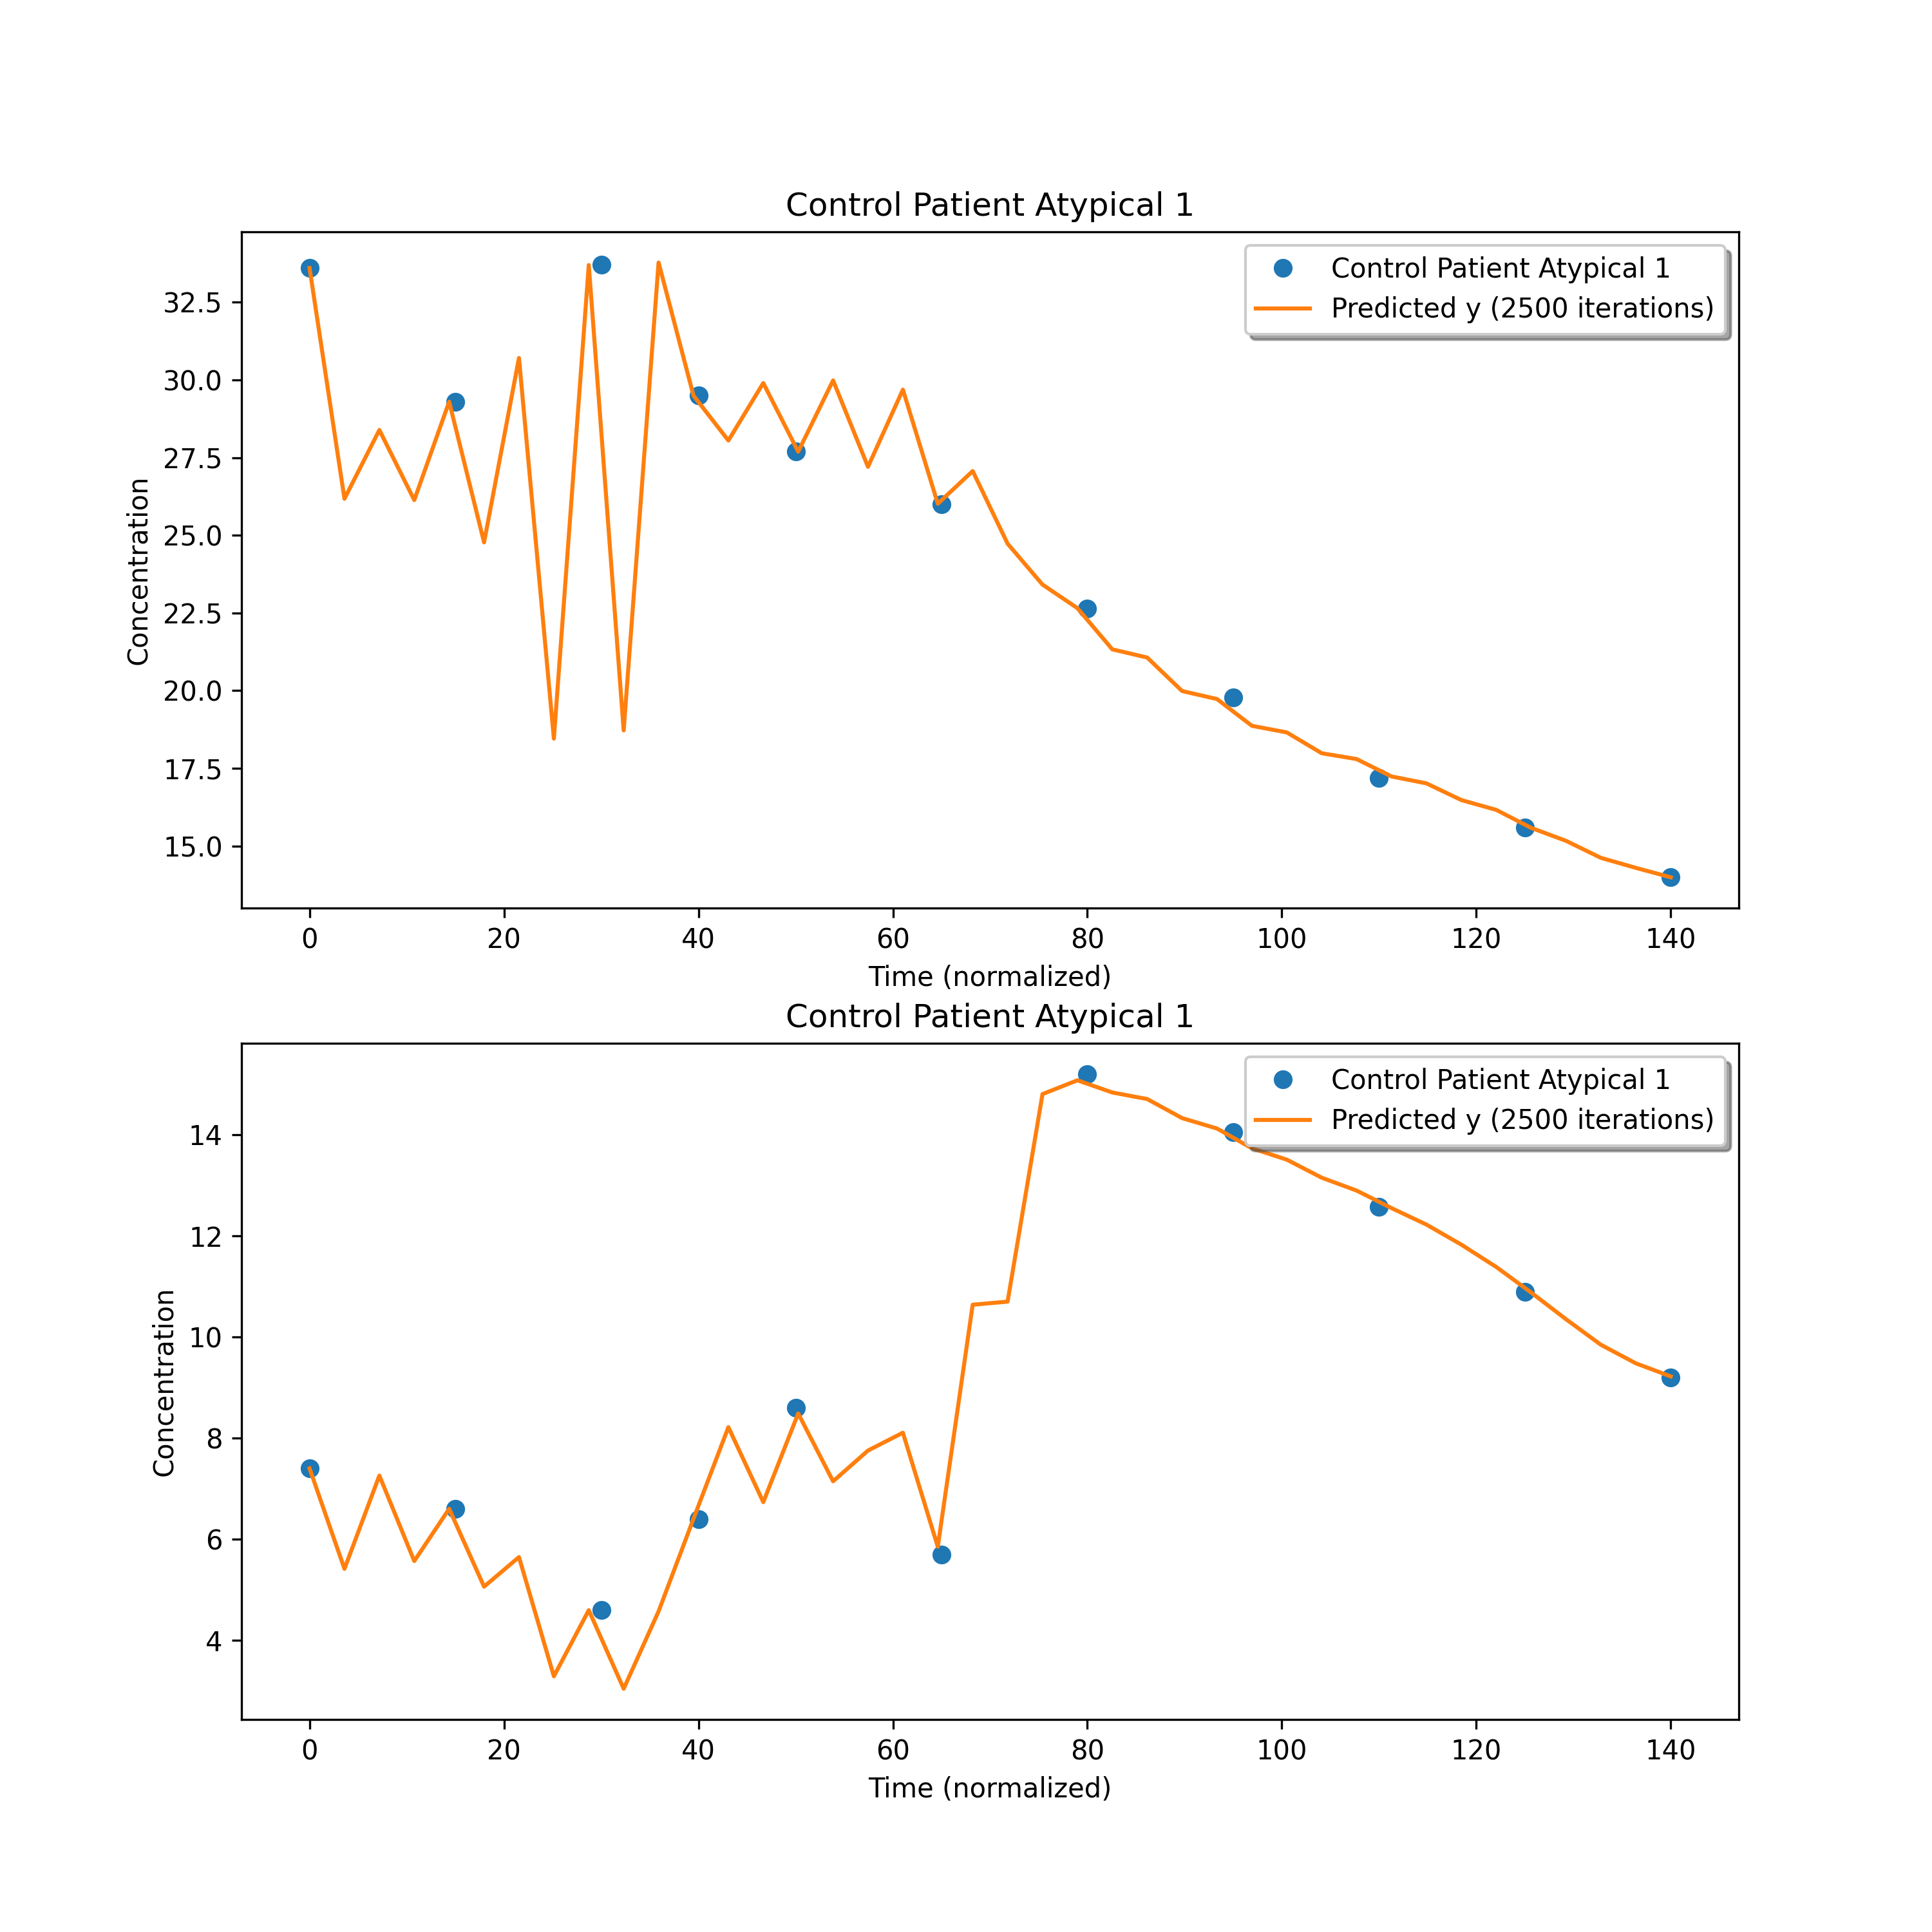 Control Patient Atypical 1
Control Patient Atypical 1
Predicted y (2500 iterations)
32.5
30.0
27.5
25.0
22.5
20.0
17.5
15.0
Concentration
0 20 40 60 80 100 120 140
Time (normalized)
Control Patient Atypical 1
Control Patient Atypical 1
Predicted y (2500 iterations)
14
12
10
8
6
4
Concentration
0 20 40 60 80 100 120 140
Time (normalized)